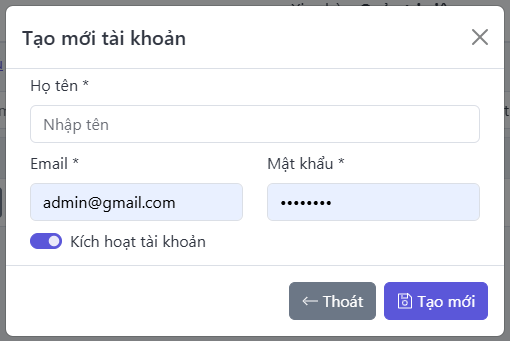 Tạo mới tài khoản
Họ tên *
Nhập tên
Email *
Mật khẩu *
admin@gmail.com
••••••••
Kích hoạt tài khoản
Thoát
Tạo mới